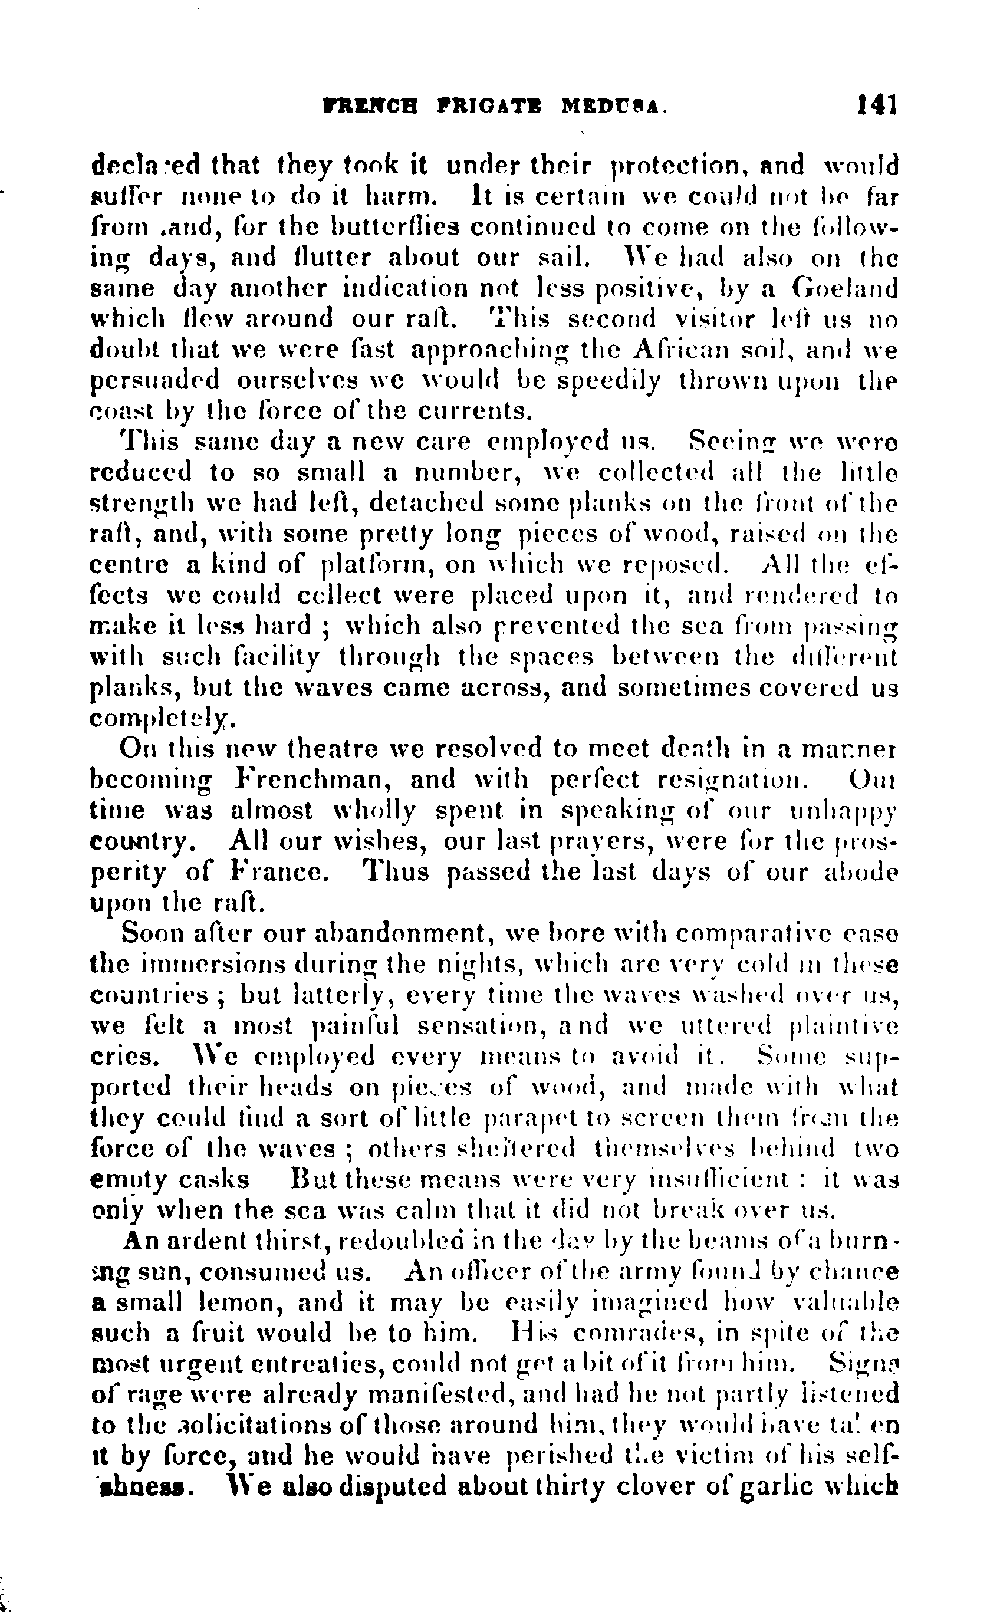 FRENCH FRIGATE MEDUSA. 141
declared that they took it under their protection, and would
suffer none to do it harm. It is certain we could not be far
from land, for the butterflies continued to come on the follow-
ing days, and flutter about our sail. We had also on the
same day another indication not less positive, by a Goeland
which flew around our raft. This second visitor left us no
doubt that we were fast approaching the African soil, and we
persuaded ourselves we would be speedily thrown upon the
coast by the force of the currents.
This same day a new care employed us. Seeing we were
reduced to so small a number, we collected all the little
strength we had left, detached some planks on the front of the
raft, and, with some pretty long pieces of wood, raised on the
centre a kind of platform, on which we reposed. All the ef-
fects we could collect were placed upon it, and rendered to
make it less hard ; which also prevented the sea from passing
with such facility through the spaces between the different
planks, but the waves came across, and sometimes covered us
completely.
On this new theatre we resolved to meet death in a manner
becoming Frenchman, and with perfect resignation. Our
time was almost wholly spent in speaking of our unhappy
country. All our wishes, our last prayers, were for the pros-
perity of France. Thus passed the last days of our abode
upon the raft.
Soon after our abandonment, we bore with comparative ease
the immersions during the nights, which are very cold in these
countries ; but latterly, every time the waves washed over us,
we felt a most painful sensation, and we uttered plaintive
cries. We employed every means to avoid it. Some sup-
ported their heads on pieces of wood, and made with what
they could find a sort of little parapet to screen them from the
force of the waves ; others sheltered themselves behind two
empty casks But these means were very insufficient : it was
only when the sea was calm that it did not break over us.
An ardent thirst, redoubled in the day by the beams of a burn-
ing sun, consumed us. An officer of the army found by chance
a small lemon, and it may be easily imagined how valuable
such a fruit would be to him. His comrades, in spite of the
most urgent entreaties, could not get a bit of it from him. Signs
of rage were already manifested, and had he not partly listened
to the solicitations of those around him, they would have taken
it by force, and he would have perished the victim of his self-
ishness. We also disputed about thirty clover of garlic which